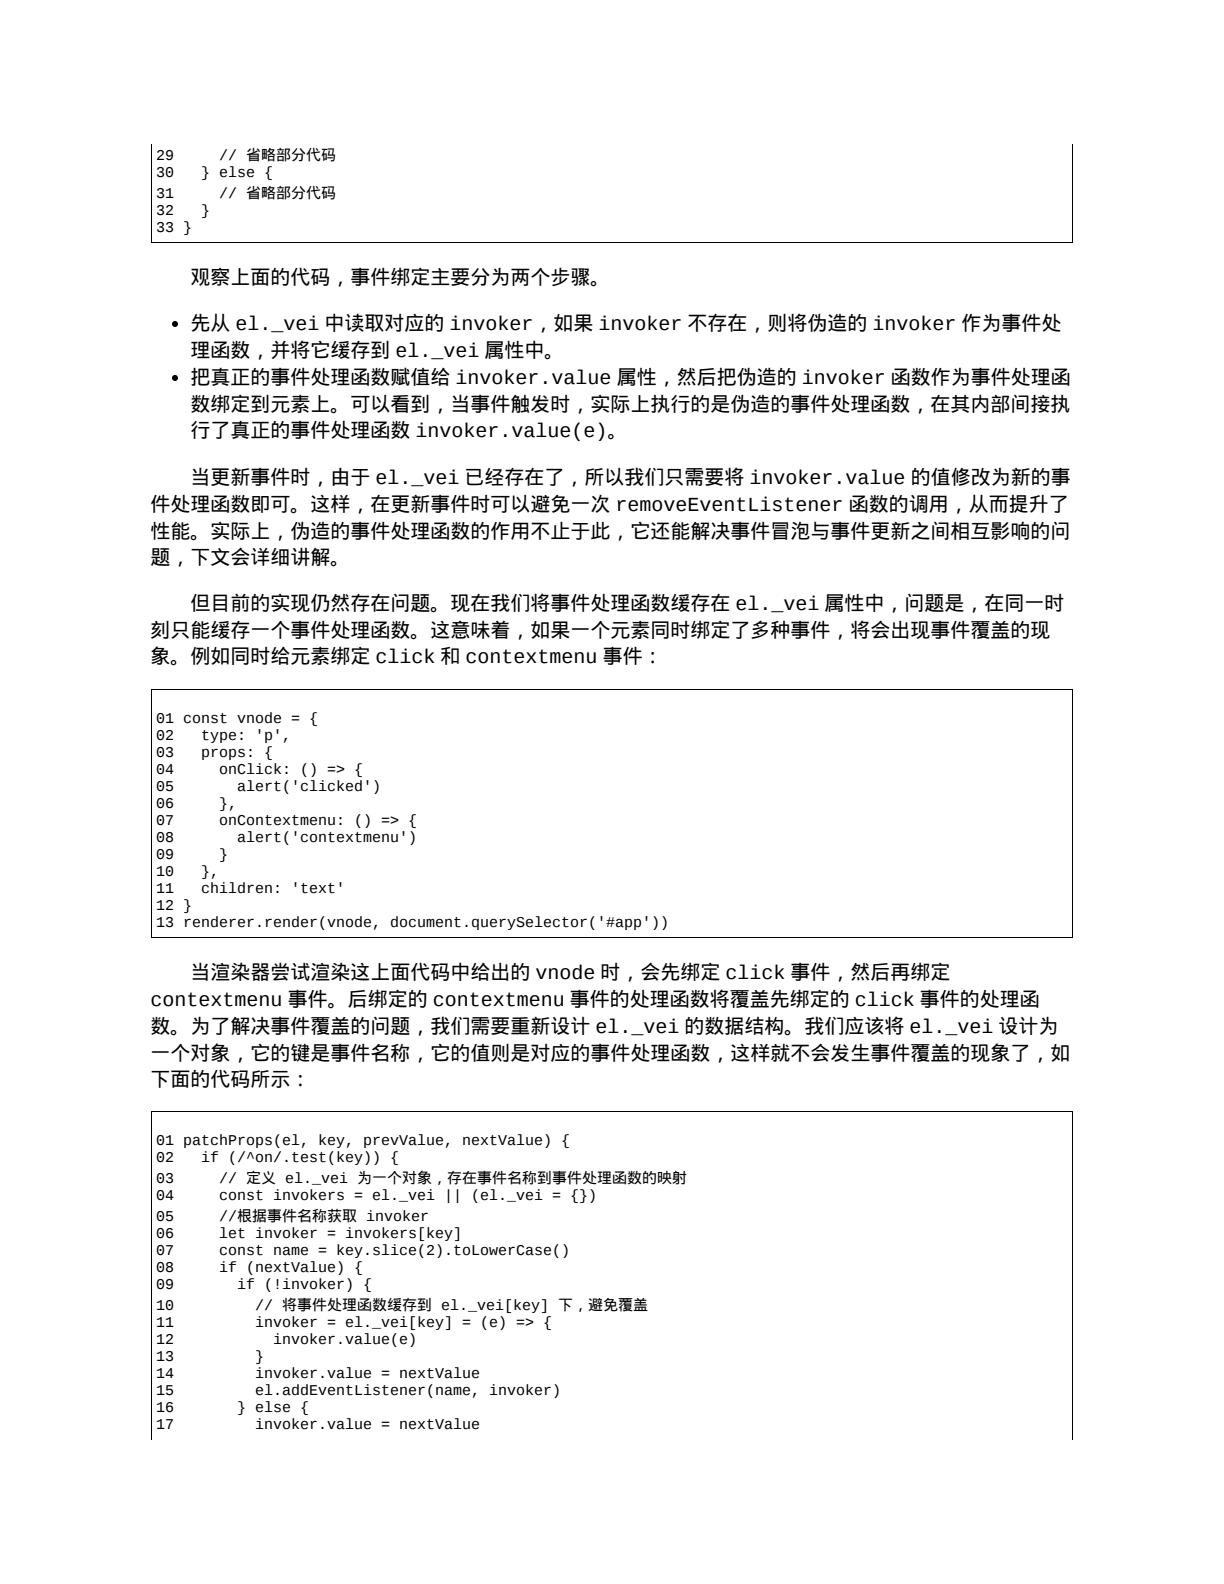 29     // 省略部分代码
30   } else {
31     // 省略部分代码
32   }
33 }
观察上面的代码，事件绑定主要分为两个步骤。
• 先从 el._vei 中读取对应的 invoker，如果 invoker 不存在，则将伪造的 invoker 作为事件处
理函数，并将它缓存到 el._vei 属性中。
• 把真正的事件处理函数赋值给 invoker.value 属性，然后把伪造的 invoker 函数作为事件处理函
数绑定到元素上。可以看到，当事件触发时，实际上执行的是伪造的事件处理函数，在其内部间接执
行了真正的事件处理函数 invoker.value(e)。
当更新事件时，由于 el._vei 已经存在了，所以我们只需要将 invoker.value 的值修改为新的事
件处理函数即可。这样，在更新事件时可以避免一次 removeEventListener 函数的调用，从而提升了
性能。实际上，伪造的事件处理函数的作用不止于此，它还能解决事件冒泡与事件更新之间相互影响的问
题，下文会详细讲解。
但目前的实现仍然存在问题。现在我们将事件处理函数缓存在 el._vei 属性中，问题是，在同一时
刻只能缓存一个事件处理函数。这意味着，如果一个元素同时绑定了多种事件，将会出现事件覆盖的现
象。例如同时给元素绑定 click 和 contextmenu 事件：
01 const vnode = {
02   type: 'p',
03   props: {
04     onClick: () => {
05       alert('clicked')
06     },
07     onContextmenu: () => {
08       alert('contextmenu')
09     }
10   },
11   children: 'text'
12 }
13 renderer.render(vnode, document.querySelector('#app'))
当渲染器尝试渲染这上面代码中给出的 vnode 时，会先绑定 click 事件，然后再绑定
contextmenu 事件。后绑定的 contextmenu 事件的处理函数将覆盖先绑定的 click 事件的处理函
数。为了解决事件覆盖的问题，我们需要重新设计 el._vei 的数据结构。我们应该将 el._vei 设计为
一个对象，它的键是事件名称，它的值则是对应的事件处理函数，这样就不会发生事件覆盖的现象了，如
下面的代码所示：
01 patchProps(el, key, prevValue, nextValue) {
02   if (/^on/.test(key)) {
03     // 定义 el._vei 为一个对象，存在事件名称到事件处理函数的映射
04     const invokers = el._vei || (el._vei = {})
05     //根据事件名称获取 invoker
06     let invoker = invokers[key]
07     const name = key.slice(2).toLowerCase()
08     if (nextValue) {
09       if (!invoker) {
10         // 将事件处理函数缓存到 el._vei[key] 下，避免覆盖
11         invoker = el._vei[key] = (e) => {
12           invoker.value(e)
13         }
14         invoker.value = nextValue
15         el.addEventListener(name, invoker)
16       } else {
17         invoker.value = nextValue